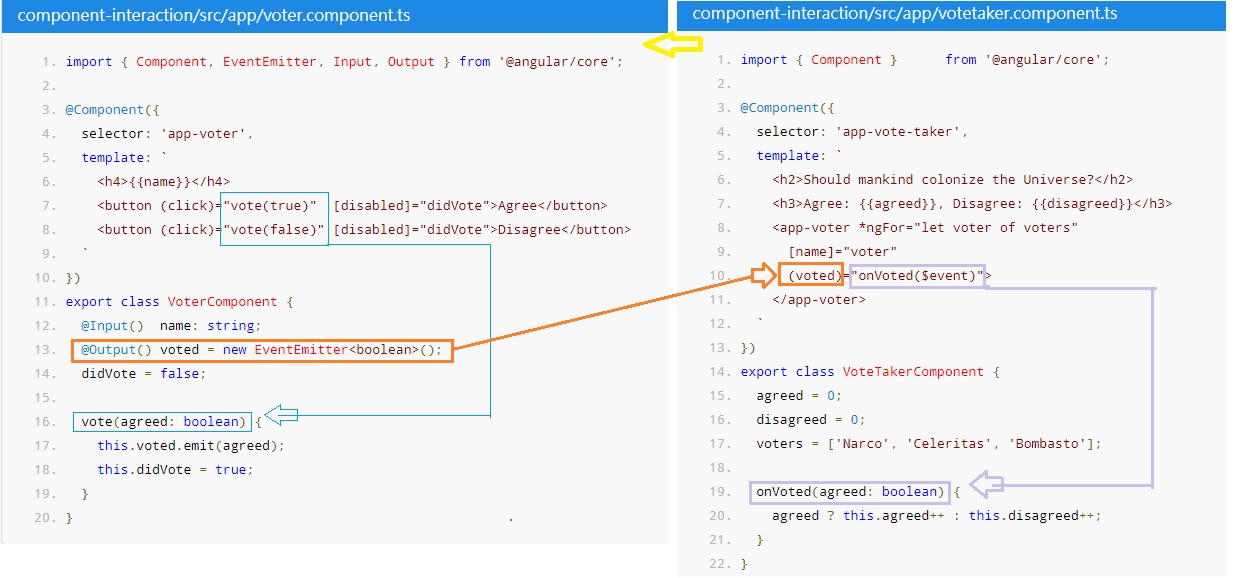 component-interaction/src/app/voter.component.ts
1. import { Component, EventEmitter, Input, Output } from '@angular/core';
2.
3. @Component({
4. selector: 'app-voter',
5. template: `
6. <h4>{{name}}</h4>
7. <button (click)="vote(true)" [disabled]="didVote">Agree</button>
8. <button (click)="vote(false)" [disabled]="didVote">Disagree</button>
9. `
10. })
11. export class VoterComponent {
12. @Input() name: string;
13. @Output() voted = new EventEmitter<boolean>();
14. didVote = false;
15.
16. vote(agreed: boolean) {
17. this.voted.emit(agreed);
18. this.didVote = true;
19. }
20. }
component-interaction/src/app/votetaker.component.ts
1. import { Component } from '@angular/core';
2.
3. @Component({
4. selector: 'app-vote-taker',
5. template: `
6. <h2>Should mankind colonize the Universe?</h2>
7. <h3>Agree: {{agreed}}, Disagree: {{disagreed}}</h3>
8. <app-voter *ngFor="let voter of voters"
9. [name]="voter"
10. (voted)="onVoted($event)">
11. </app-voter>
12. `
13. })
14. export class VoteTakerComponent {
15. agreed = 0;
16. disagreed = 0;
17. voters = ['Narco', 'Celeritas', 'Bombasto'];
18.
19. onVoted(agreed: boolean) {
20. agreed ? this.agreed++ : this.disagreed++;
21. }
22. }